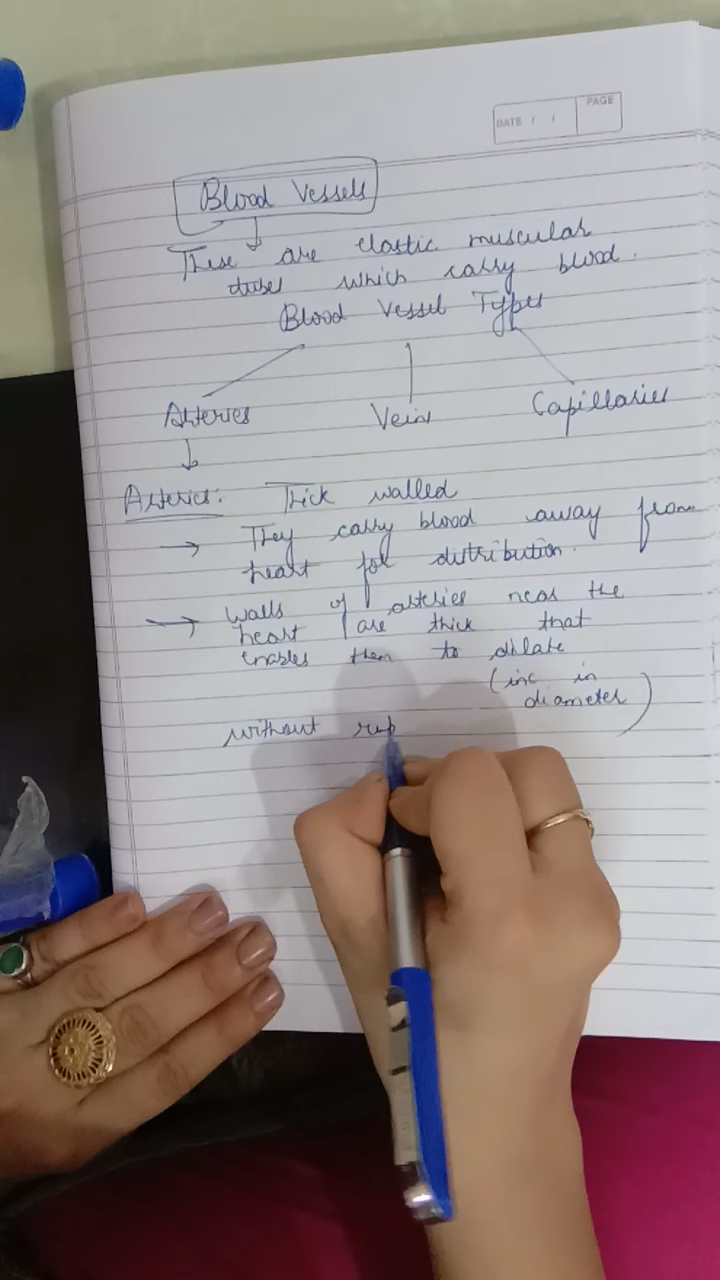 DATE / / PAGE
Blood Vessels
These are elastic muscular
tubes which carry blood.
Blood Vessel Types
Arteries Vein Capillaries
Arteries: Thick walled
→ They carry blood away from
heart for distribution.
→ Walls of arteries near the
heart are thick that
enables them to dilate
(inc in
diameter)
without rup